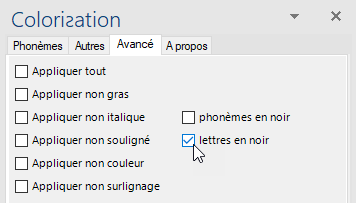 Colorization
Phonèmes Autres Avancé A propos
Appliquer tout
Appliquer non gras
Appliquer non italique phonèmes en noir
Appliquer non souligné lettres en noir
Appliquer non couleur
Appliquer non surlignage